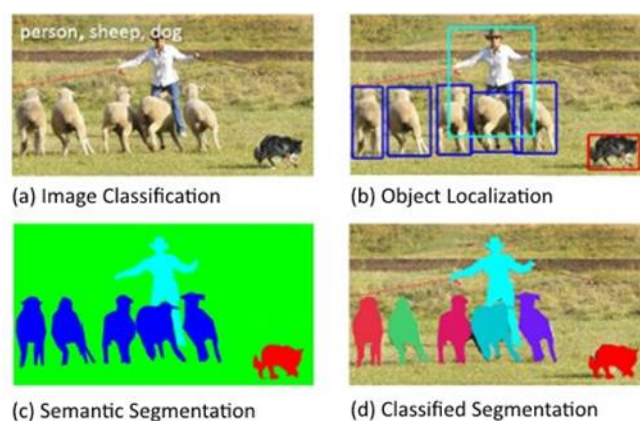 person, sheep, dog
(a) Image Classification
(b) Object Localization
(c) Semantic Segmentation
(d) Classified Segmentation